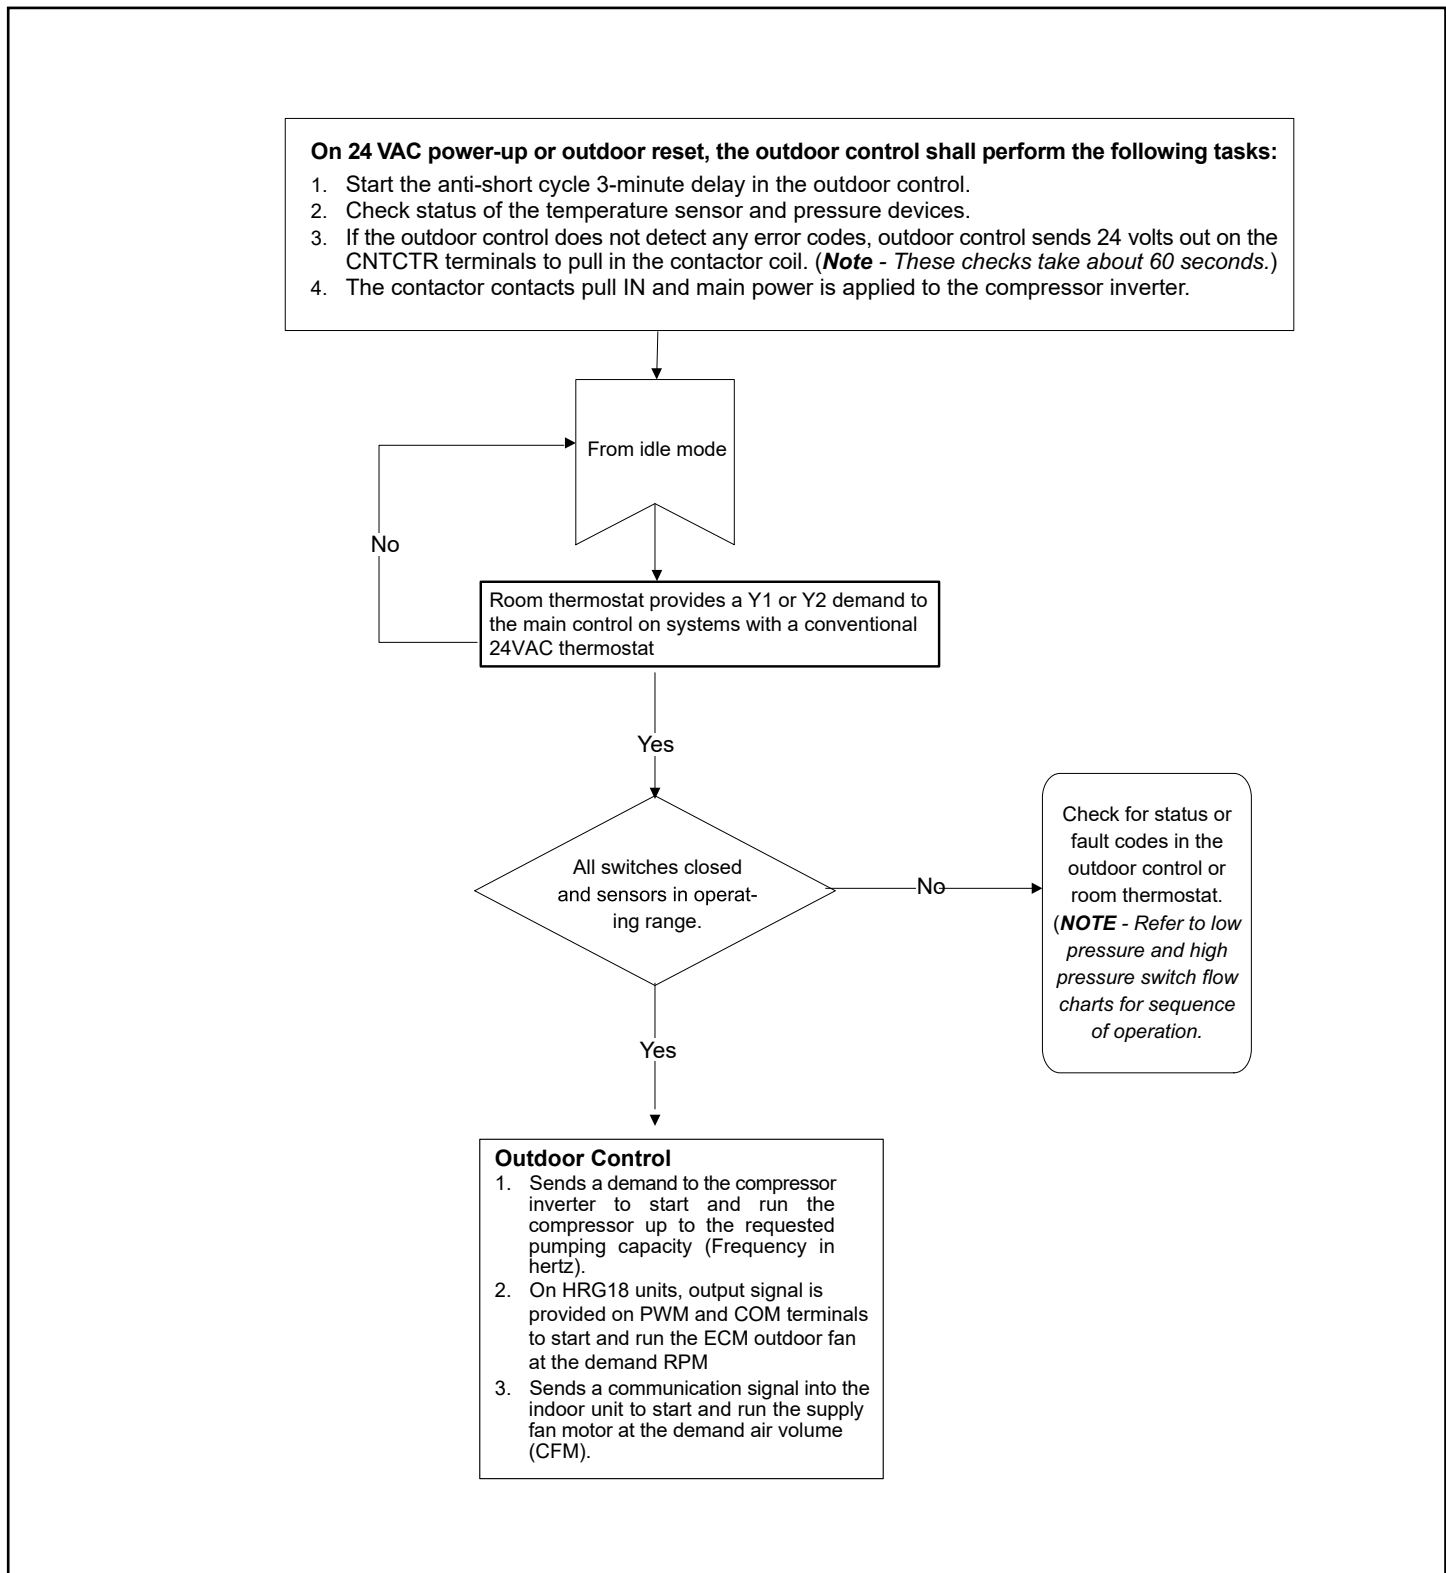 On 24 VAC power-up or outdoor reset, the outdoor control shall perform the following tasks:
1. Start the anti-short cycle 3-minute delay in the outdoor control.
2. Check status of the temperature sensor and pressure devices.
3. If the outdoor control does not detect any error codes, outdoor control sends 24 volts out on the
CNTCTR terminals to pull in the contactor coil. (Note - These checks take about 60 seconds.)
4. The contactor contacts pull IN and main power is applied to the compressor inverter.
From idle mode
No
Room thermostat provides a Y1 or Y2 demand to
the main control on systems with a conventional
24VAC thermostat
Yes
All switches closed
and sensors in operat-
ing range.
No
Check for status or
fault codes in the
outdoor control or
room thermostat.
(NOTE - Refer to low
pressure and high
pressure switch flow
charts for sequence
of operation.
Yes
Outdoor Control
1. Sends a demand to the compressor
inverter to start and run the
compressor up to the requested
pumping capacity (Frequency in
hertz).
2. On HRG18 units, output signal is
provided on PWM and COM terminals
to start and run the ECM outdoor fan
at the demand RPM
3. Sends a communication signal into the
indoor unit to start and run the supply
fan motor at the demand air volume
(CFM).